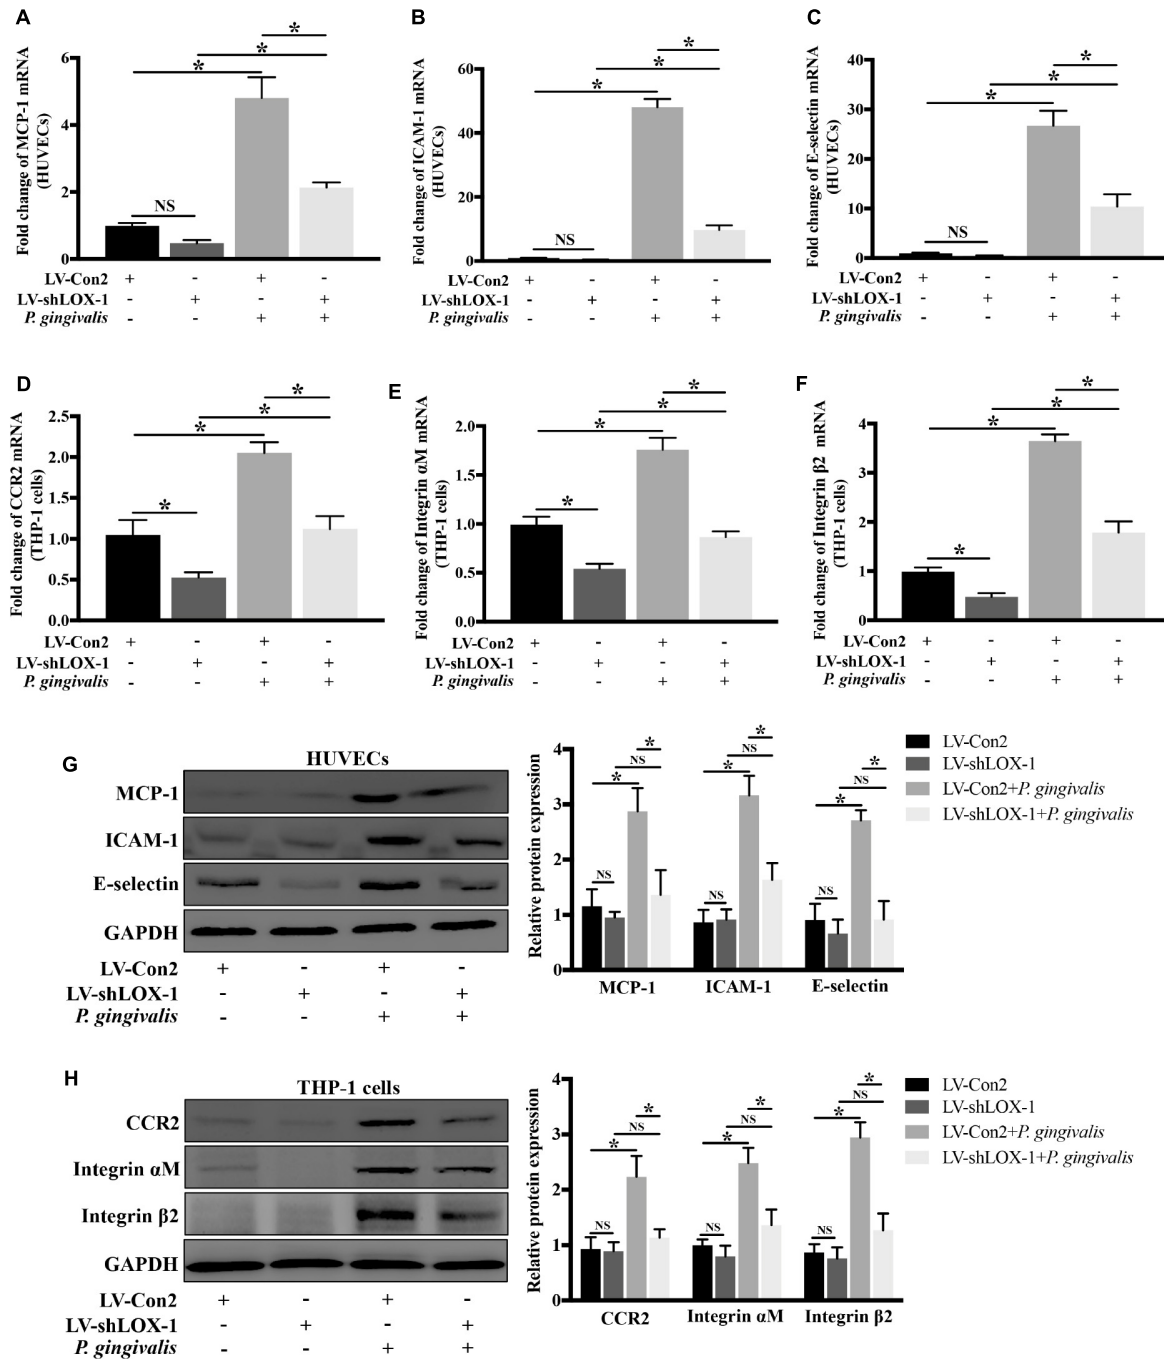 A
Fold change of MCP-1 mRNA
(HUVECs)
6
4
2
0
*
*
*
NS
LV-Con2 + - + -
LV-shLOX-1 - + - +
P. gingivalis - - + +
B
Fold change of ICAM-1 mRNA
(HUVECs)
60
40
20
0
*
*
*
NS
LV-Con2 + - + -
LV-shLOX-1 - + - +
P. gingivalis - - + +
C
Fold change of E-selectin mRNA
(HUVECs)
40
30
20
10
0
*
*
*
NS
LV-Con2 + - + -
LV-shLOX-1 - + - +
P. gingivalis - - + +
D
Fold change of CCR2 mRNA
(THP-1 cells)
2.5
2.0
1.5
1.0
0.5
0.0
*
*
*
*
LV-Con2 + - + -
LV-shLOX-1 - + - +
P. gingivalis - - + +
E
Fold change of Integrin αM mRNA
(THP-1 cells)
2.0
1.5
1.0
0.5
0.0
*
*
*
*
LV-Con2 + - + -
LV-shLOX-1 - + - +
P. gingivalis - - + +
F
Fold change of Integrin β2 mRNA
(THP-1 cells)
4
2
1
0
*
*
*
*
LV-Con2 + - + -
LV-shLOX-1 - + - +
P. gingivalis - - + +
G
HUVECs
MCP-1
ICAM-1
E-selectin
GAPDH
LV-Con2 + - + -
LV-shLOX-1 - + - +
P. gingivalis - - + +
Relative protein expression
4
3
2
1
0
* NS * NS
* NS * NS
* NS * NS
MCP-1 ICAM-1 E-selectin
LV-Con2
LV-shLOX-1
LV-Con2+P. gingivalis
LV-shLOX-1+P. gingivalis
H
THP-1 cells
CCR2
Integrin αM
Integrin β2
GAPDH
LV-Con2 + - + -
LV-shLOX-1 - + - +
P. gingivalis - - + +
Relative protein expression
4
3
2
1
0
* NS * NS
* NS * NS
* NS * NS
CCR2 Integrin αM Integrin β2
LV-Con2
LV-shLOX-1
LV-Con2+P. gingivalis
LV-shLOX-1+P. gingivalis